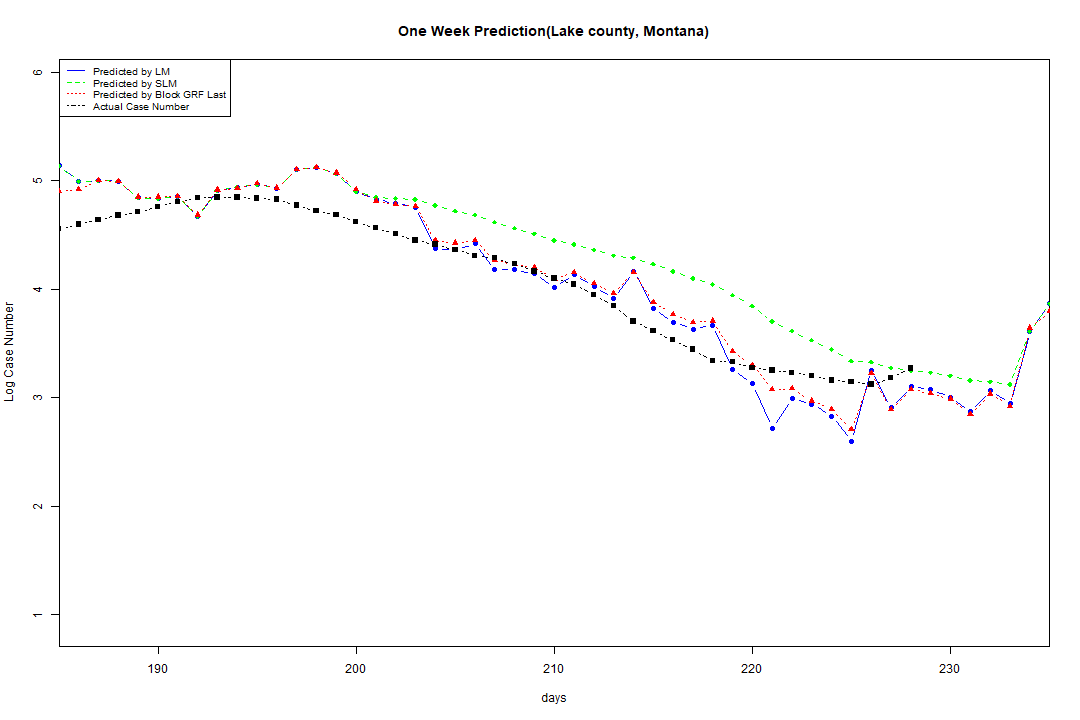 One Week Prediction(Lake county, Montana)
Predicted by LM
Predicted by SLM
Predicted by Block GRF Last
Actual Case Number
6
5
4
3
2
1
Log Case Number
190 200 210 220 230
days